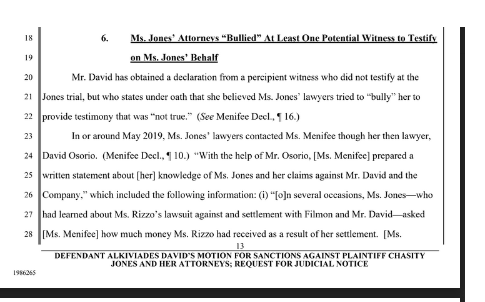 18 6. Ms. Jones' Attorneys "Bullied" At Least One Potential Witness to Testify
19 on Ms. Jones' Behalf
20 Mr. David has obtained a declaration from a percipient witness who did not testify at the
21 Jones trial, but who states under oath that she believed Ms. Jones' lawyers tried to "bully" her to
22 provide testimony that was "not true." (See Menifee Decl., ¶ 16.)
23 In or around May 2019, Ms. Jones' lawyers contacted Ms. Menifee though her then lawyer,
24 David Osorio. (Menifee Decl., ¶ 10.) "With the help of Mr. Osorio, [Ms. Menifee] prepared a
25 written statement about [her] knowledge of Ms. Jones and her claims against Mr. David and the
26 Company," which included the following information: (i) "[o]n several occasions, Ms. Jones—who
27 had learned about Ms. Rizzo's lawsuit against and settlement with Filmon and Mr. David—asked
28 [Ms. Menifee] how much money Ms. Rizzo had received as a result of her settlement. [Ms.
13
DEFENDANT ALKIVIADES DAVID'S MOTION FOR SANCTIONS AGAINST PLAINTIFF CHASITY
JONES AND HER ATTORNEYS; REQUEST FOR JUDICIAL NOTICE
1986265